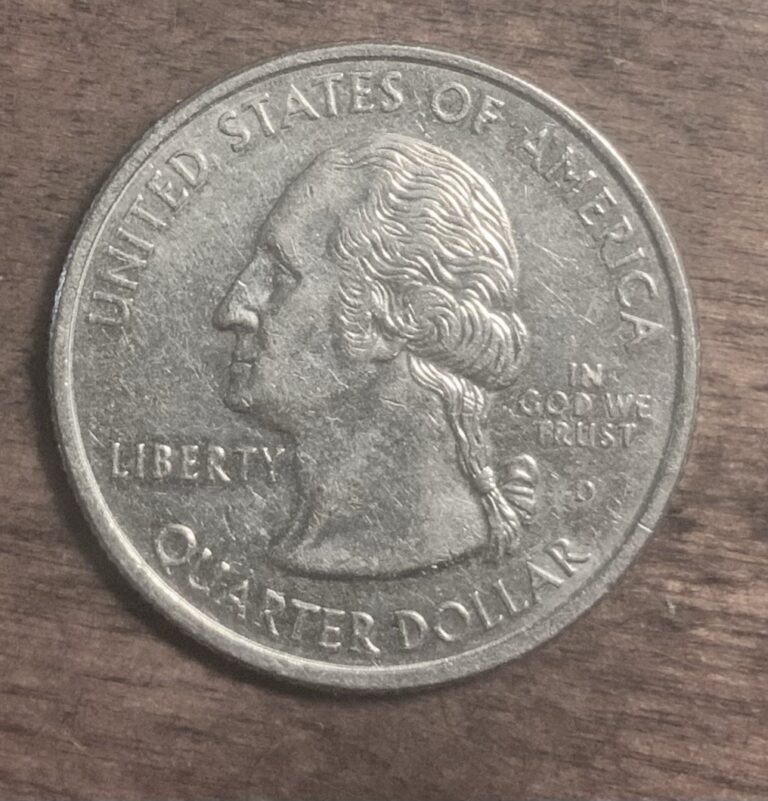 UNITED STATES OF AMERICA
LIBERTY
IN
GOD WE
TRUST
D
QUARTER DOLLAR